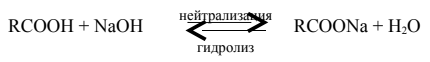 нейтрализация
RCOOH + NaOH RCOONa + H₂O
гидролиз